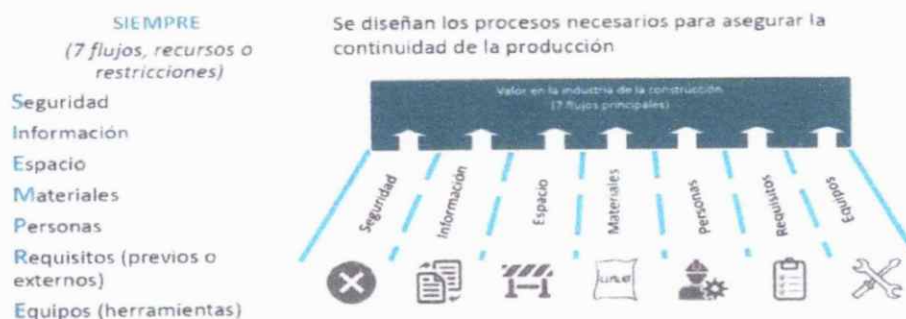 SIEMPRE
(7 flujos, recursos o
restricciones)
Seguridad
Información
Espacio
Materiales
Personas
Requisitos (previos o
externos)
Equipos (herramientas)
Se diseñan los procesos necesarios para asegurar la
continuidad de la producción
Valor en la industria de la construcción
(7 flujos principales)
Seguridad
Información
Espacio
Materiales
Personas
Requisitos
Equipos